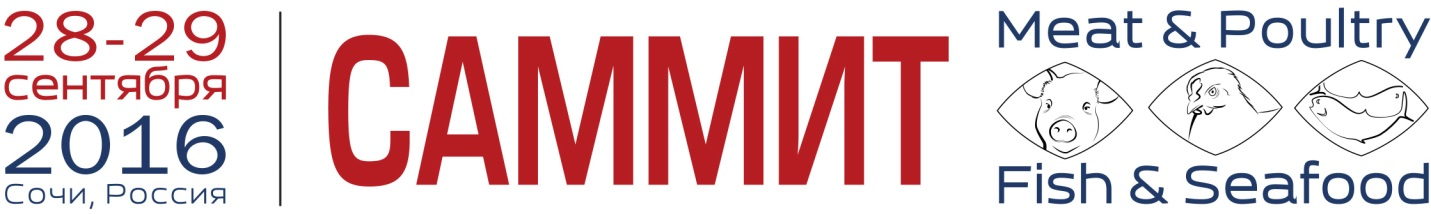 28-29
сентября
2016
Сочи, Россия
САММИТ
Meat & Poultry
Fish & Seafood